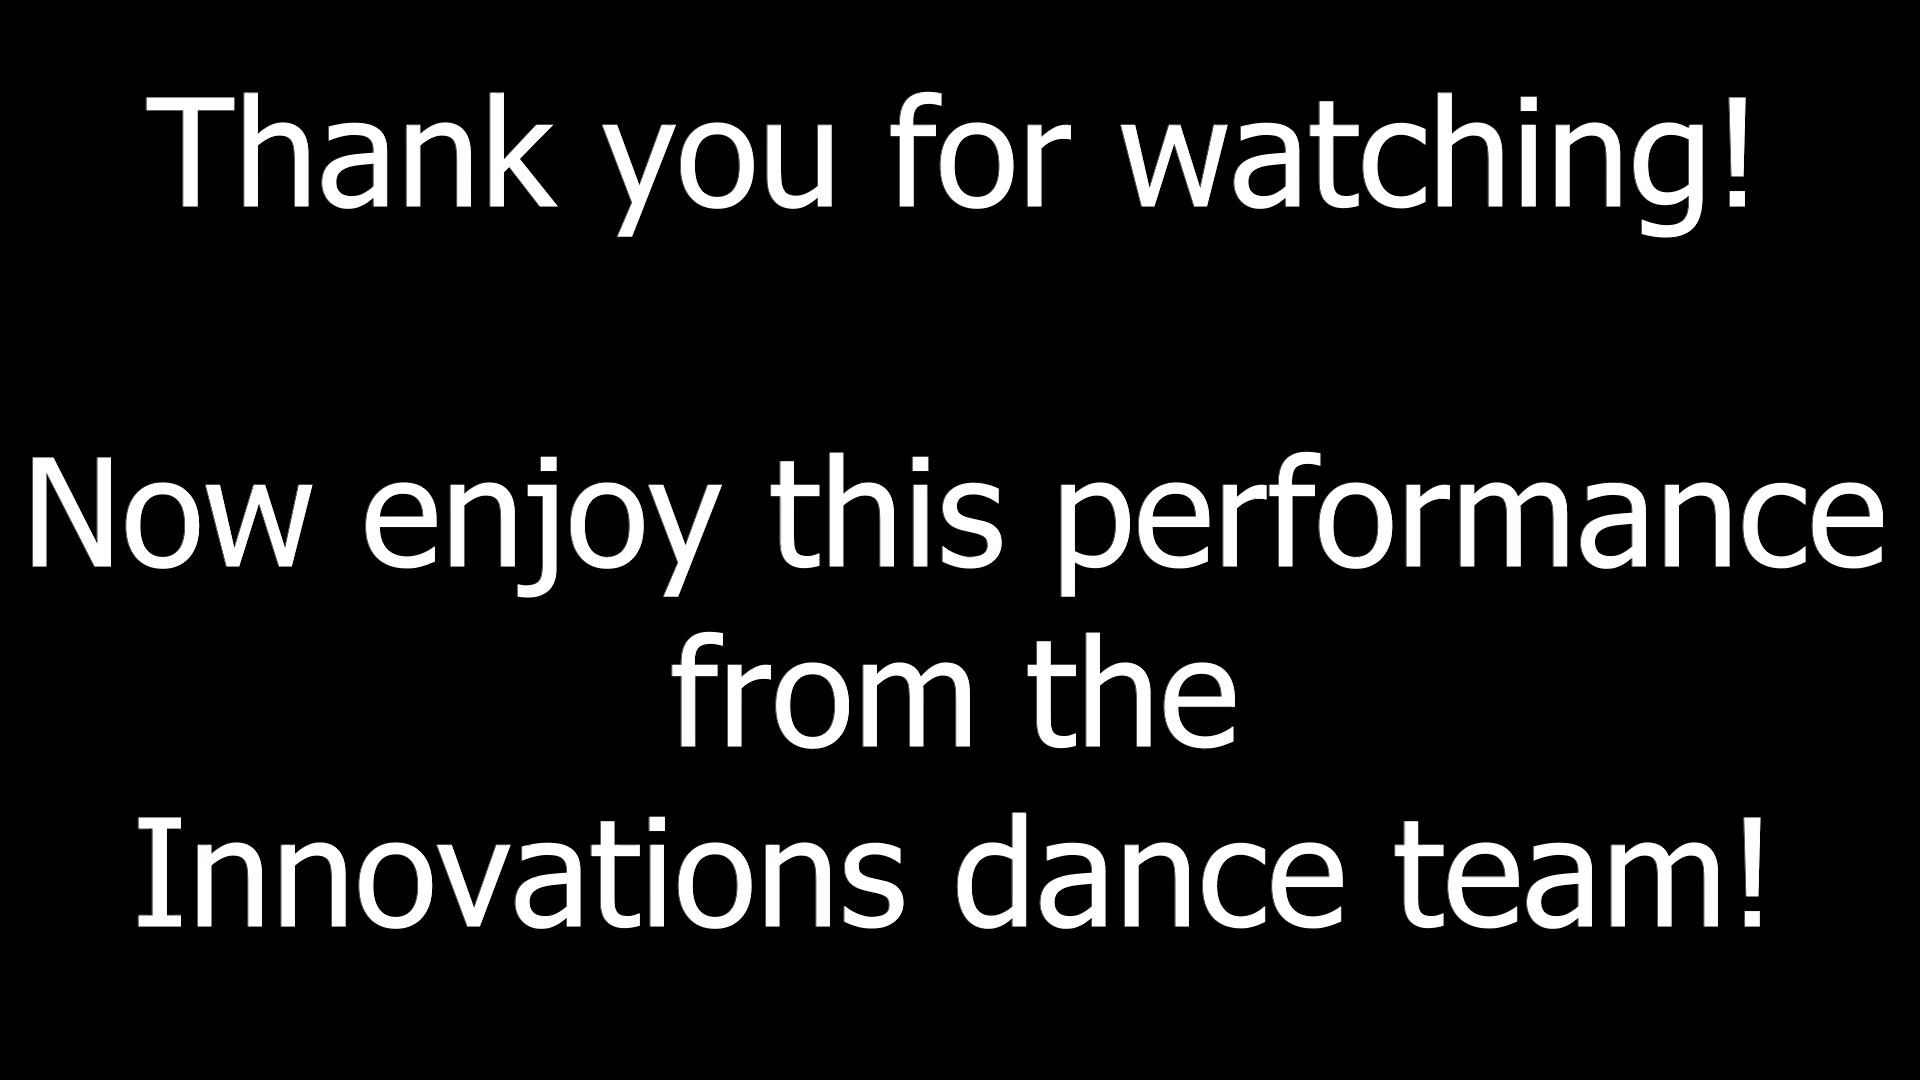 Thank you for watching!
Now enjoy this performance
from the
Innovations dance team!